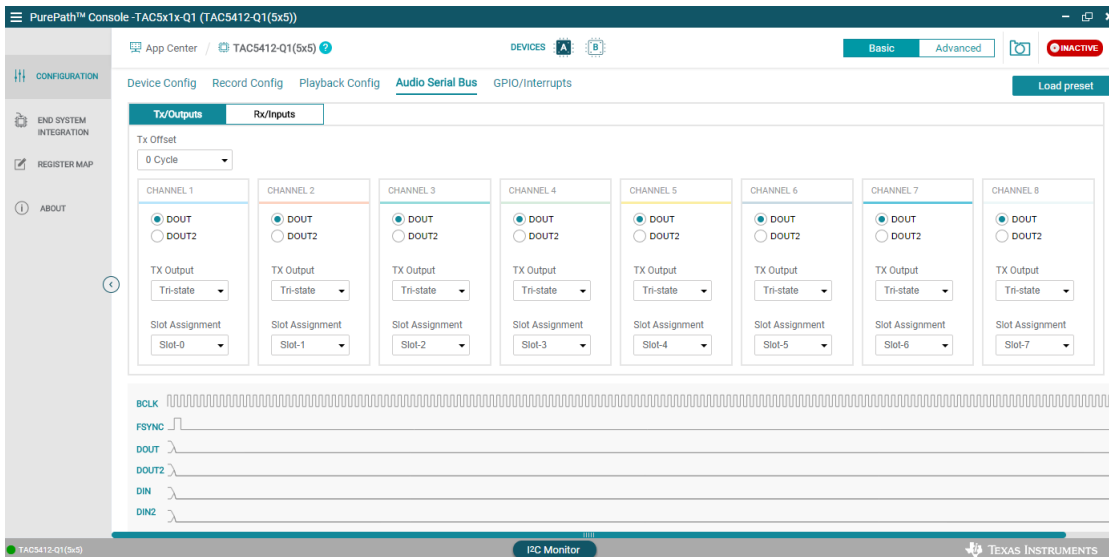 PurePath™ Console -TAC5x1x-Q1 (TAC5412-Q1(5x5))
App Center / TAC5412-Q1(5x5) ?
DEVICES A B
Basic Advanced
INACTIVE
CONFIGURATION
END SYSTEM
INTEGRATION
REGISTER MAP
ABOUT
Device Config Record Config Playback Config Audio Serial Bus GPIO/Interrupts
Load preset
Tx/Outputs Rx/Inputs
Tx Offset
0 Cycle
CHANNEL 1 CHANNEL 2 CHANNEL 3 CHANNEL 4 CHANNEL 5 CHANNEL 6 CHANNEL 7 CHANNEL 8
DOUT DOUT DOUT DOUT DOUT DOUT DOUT DOUT
DOUT2 DOUT2 DOUT2 DOUT2 DOUT2 DOUT2 DOUT2 DOUT2
TX Output TX Output TX Output TX Output TX Output TX Output TX Output TX Output
Tri-state Tri-state Tri-state Tri-state Tri-state Tri-state Tri-state Tri-state
Slot Assignment Slot Assignment Slot Assignment Slot Assignment Slot Assignment Slot Assignment Slot Assignment Slot Assignment
Slot-0 Slot-1 Slot-2 Slot-3 Slot-4 Slot-5 Slot-6 Slot-7
BCLK
FSYNC
DOUT
DOUT2
DIN
DIN2
TAC5412-Q1(5x5)
I²C Monitor
TEXAS INSTRUMENTS